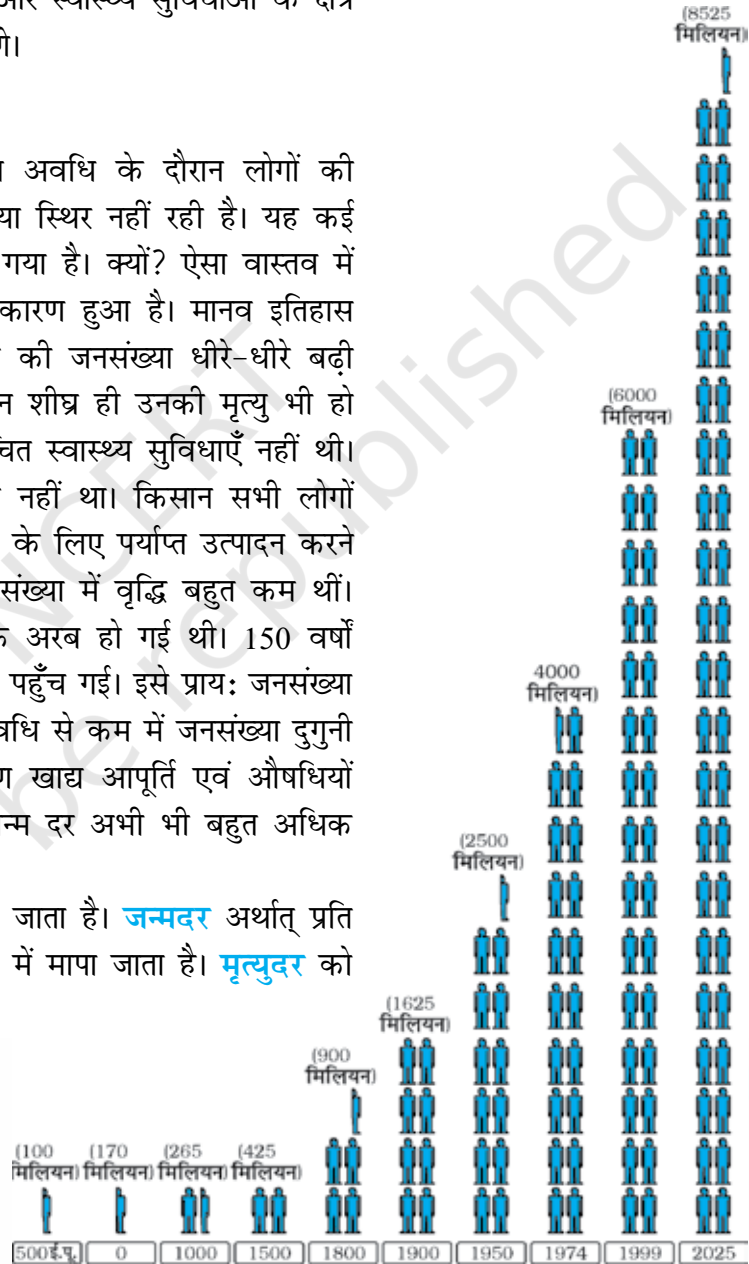 और स्वास्थ्य सुविधाओं के क्षेत्र
अवधि के दौरान लोगों की
या स्थिर नहीं रही है। यह कई
गया है। क्यों? ऐसा वास्तव में
कारण हुआ है। मानव इतिहास
की जनसंख्या धीरे-धीरे बढ़ी
न शीघ्र ही उनकी मृत्यु भी हो
चित स्वास्थ्य सुविधाएँ नहीं थी।
नहीं था। किसान सभी लोगों
के लिए पर्याप्त उत्पादन करने
संख्या में वृद्धि बहुत कम थीं।
अरब हो गई थी। 150 वर्षों
पहुँच गई। इसे प्राय: जनसंख्या
वधि से कम में जनसंख्या दुगुनी
ण खाद्य आपूर्ति एवं औषधियों
न्म दर अभी भी बहुत अधिक
जाता है। जन्मदर अर्थात् प्रति
में मापा जाता है। मृत्युदर को
(8525
मिलियन)
(6000
मिलियन)
4000
मिलियन)
(2500
मिलियन)
(1625
मिलियन)
(900
मिलियन)
(100 (170 (265 (425
मिलियन) मिलियन) मिलियन) मिलियन)
500ई.पू. 0 1000 1500 1800 1900 1950 1974 1999 2025
NCERT
be republished